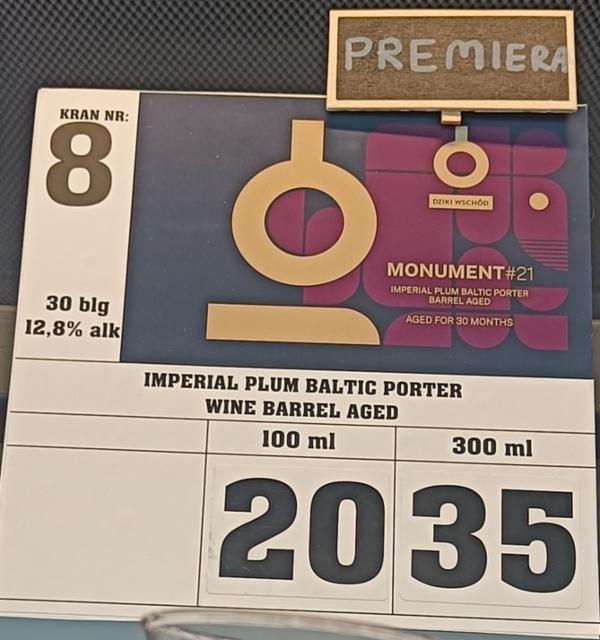 PREMIERA
KRAN NR:
8
30 blg
12,8% alk
DZIKI WSCHÓD
MONUMENT#21
IMPERIAL PLUM BALTIC PORTER
BARREL AGED
AGED FOR 30 MONTHS
IMPERIAL PLUM BALTIC PORTER
WINE BARREL AGED
100 ml
300 ml
20
35